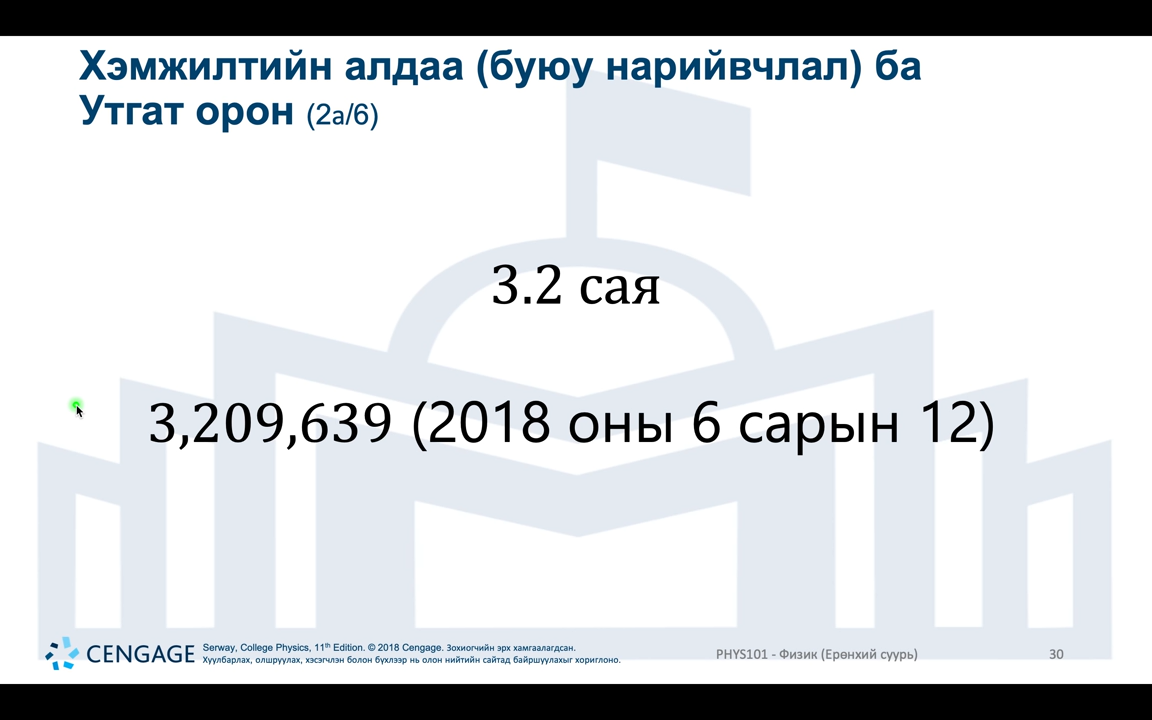 Хэмжилтийн алдаа (буюу нарийвчлал) ба
Утгат орон (2a/6)
3.2 сая
3,209,639 (2018 оны 6 сарын 12)
CENGAGE
Serway, College Physics, 11th Edition. © 2018 Cengage. Зохиогчийн эрх хамгаалагдсан.
Хуулбарлах, олшруулах, хэсэгчлэн болон бүхлээр нь олон нийтийн сайтад байршуулахыг хориглоно.
PHYS101 - Физик (Ерөнхий суурь)
30